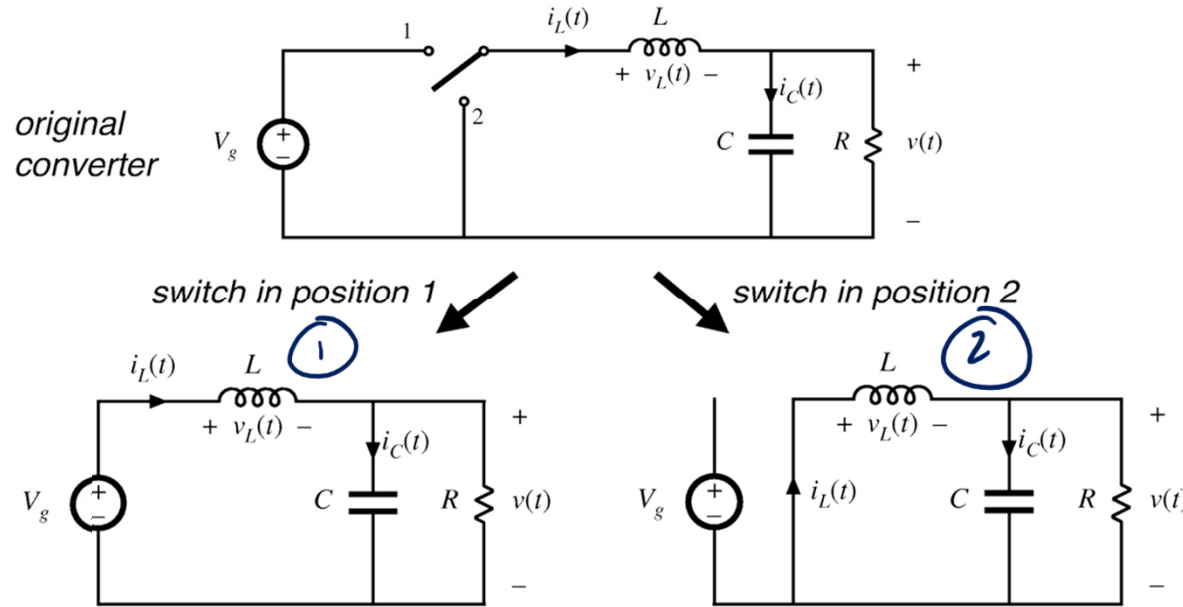 1
i_L(t)
L
+ v_L(t) −
i_C(t)
+
original
converter
V_g
+
−
2
C
R
v(t)
−
switch in position 1
switch in position 2
1
i_L(t)
L
+ v_L(t) −
i_C(t)
+
V_g
+
−
C
R
v(t)
−
2
L
+ v_L(t) −
i_C(t)
+
V_g
+
−
i_L(t)
C
R
v(t)
−